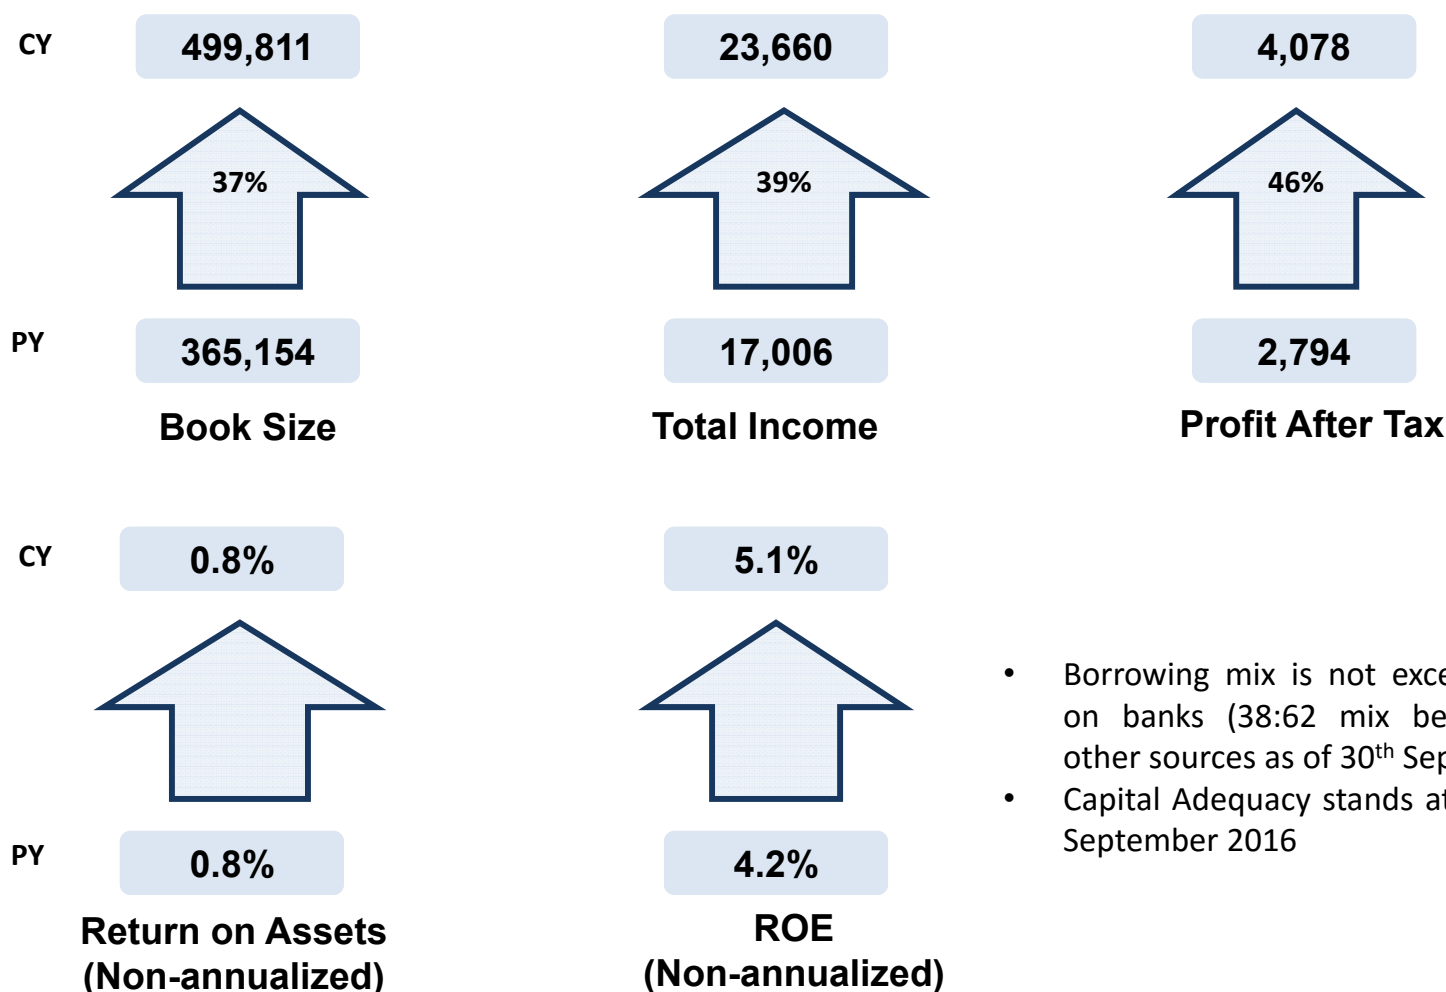 CY 499,811 23,660 4,078
37% 39% 46%
PY 365,154 17,006 2,794
Book Size Total Income Profit After Tax
CY 0.8% 5.1%
PY 0.8% 4.2%
Return on Assets
(Non-annualized)
ROE
(Non-annualized)
• Borrowing mix is not
on banks (38:62 mix
other sources as of 30th
• Capital Adequacy stands
September 2016